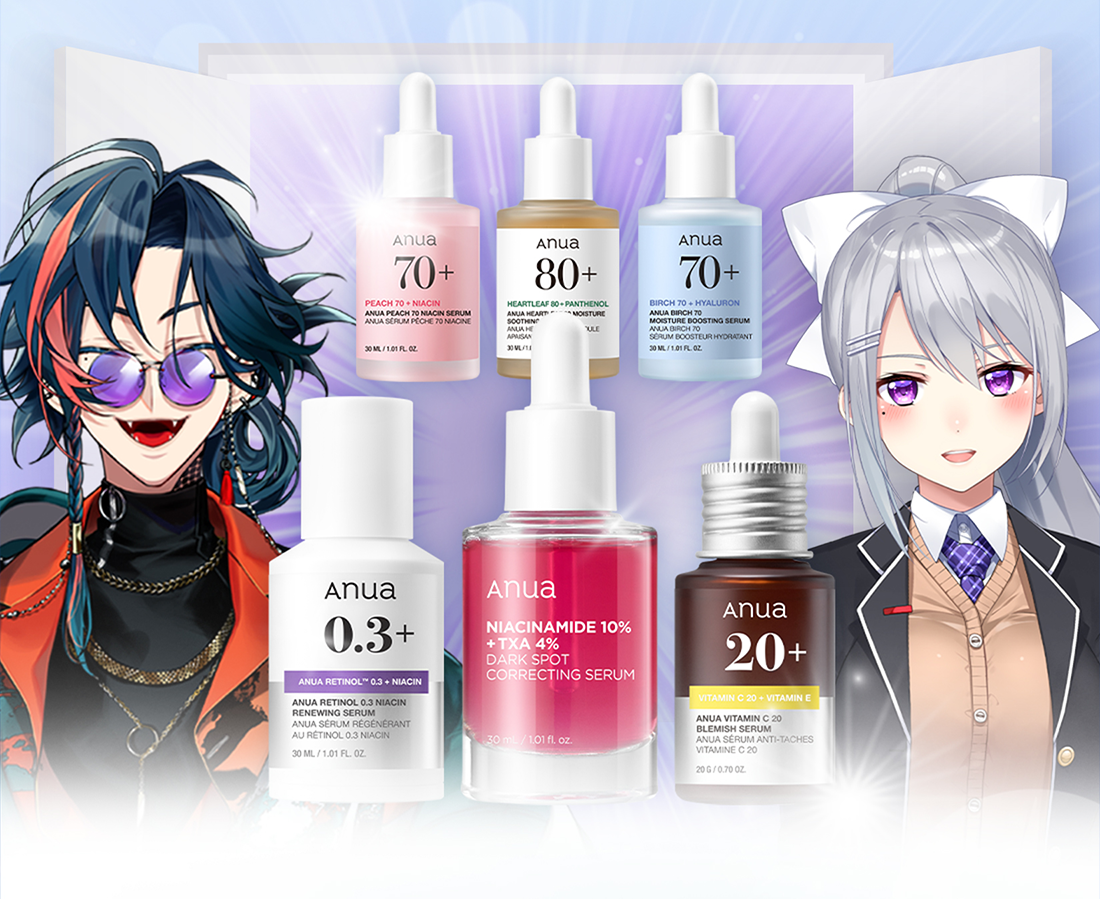 Anua
70+
PEACH 70 + NIACIN
ANUA PEACH 70 NIACIN SERUM
ANUA SÉRUM PÊCHE 70 NIACINE
30 ML / 1.01 FL. OZ.
Anua
80+
HEARTLEAF 80 + PANTHENOL
ANUA MOISTURE
ANUA
30 ML /
Anua
70+
BIRCH 70 + HYALURON
ANUA BIRCH 70
MOISTURE BOOSTING SERUM
ANUA BIRCH 70
SÉRUM BOOSTEUR HYDRATANT
30 ML / 1.01 FL. OZ.
Anua
0.3+
ANUA RETINOL™ 0.3 + NIACIN
ANUA RETINOL 0.3 NIACIN
RENEWING SERUM
ANUA SÉRUM RÉGÉNÉRANT
AU RÉTINOL 0.3 NIACIN
30 ML / 1.01 FL. OZ.
Anua
NIACINAMIDE 10%
+ TXA 4%
DARK SPOT
CORRECTING SERUM
30 mL / 1.01 fl. oz.
Anua
20+
VITAMIN C 20 + VITAMIN E
ANUA VITAMIN C 20
BLEMISH SERUM
ANUA SÉRUM ANTI-TACHES
VITAMINE C 20
20 G / 0.70 OZ.